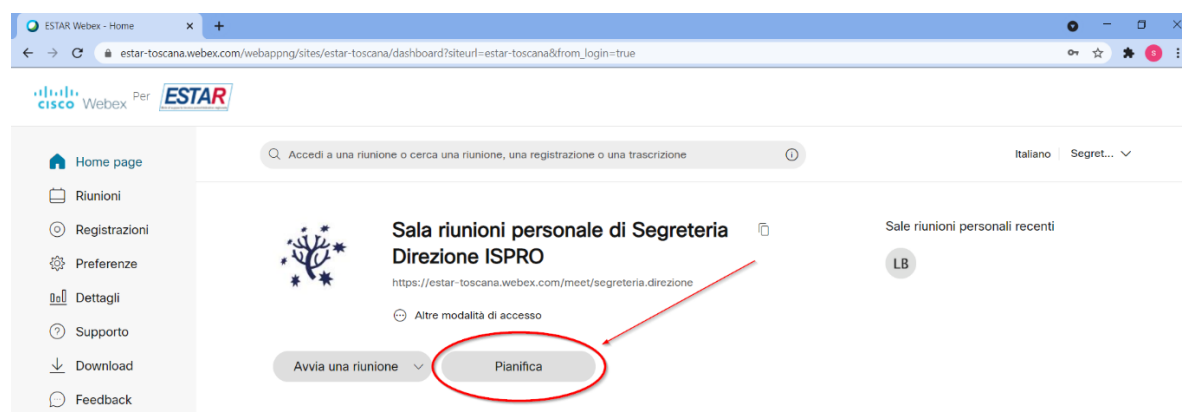 ESTAR Webex - Home
estar-toscana.webex.com/webappng/sites/estar-toscana/dashboard?siteurl=estar-toscana&from_login=true
S
cisco Webex Per ESTAR
Home page
Accedi a una riunione o cerca una riunione, una registrazione o una trascrizione
Italiano
Segret...
Riunioni
Registrazioni
Preferenze
Dettagli
Supporto
Download
Feedback
Sala riunioni personale di Segreteria
Direzione ISPRO
https://estar-toscana.webex.com/meet/segreteria.direzione
Altre modalità di accesso
Avvia una riunione
Pianifica
Sale riunioni personali recenti
LB